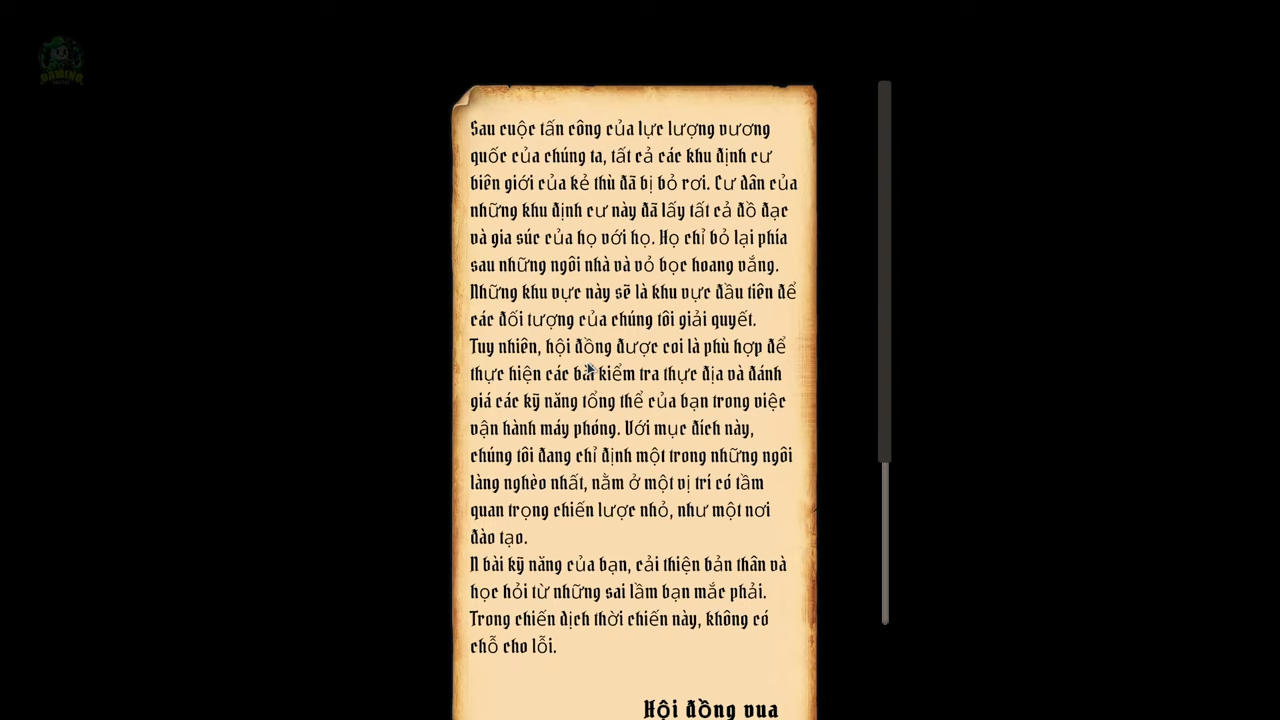 GAMING
Sau cuộc tấn công của lực lượng vương
quốc của chúng ta, tất cả các khu định cư
biên giới của kẻ thù đã bị bỏ rơi. Cư dân của
những khu định cư này đã lấy tất cả đồ đạc
và gia súc của họ với họ. Họ chỉ bỏ lại phía
sau những ngôi nhà và vỏ bọc hoang vắng.
Những khu vực này sẽ là khu vực đầu tiên để
các đối tượng của chúng tôi giải quyết.
Tuy nhiên, hội đồng được coi là phù hợp để
thực hiện các bài kiểm tra thực địa và đánh
giá các kỹ năng tổng thể của bạn trong việc
vận hành máy phóng. Với mục đích này,
chúng tôi đang chỉ định một trong những ngôi
làng nghèo nhất, nằm ở một vị trí có tầm
quan trọng chiến lược nhỏ, như một nơi
đào tạo.
A bài kỹ năng của bạn, cải thiện bản thân và
học hỏi từ những sai lầm bạn mắc phải.
Trong chiến dịch thời chiến này, không có
chỗ cho lỗi.
Hội đồng vua